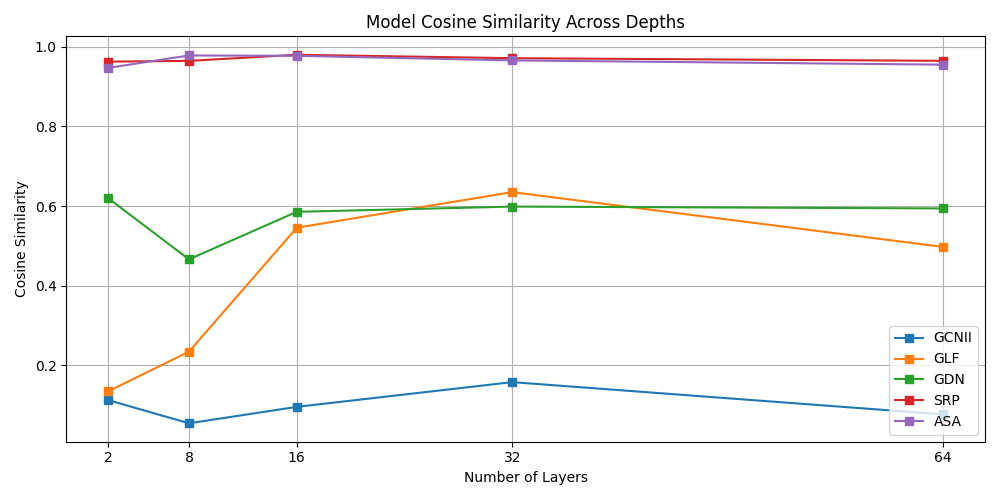 Model Cosine Similarity Across Depths
1.0
0.8
0.6
0.4
0.2
Cosine Similarity
2 8 16 32 64
Number of Layers
GCNII
GLF
GDN
SRP
ASA